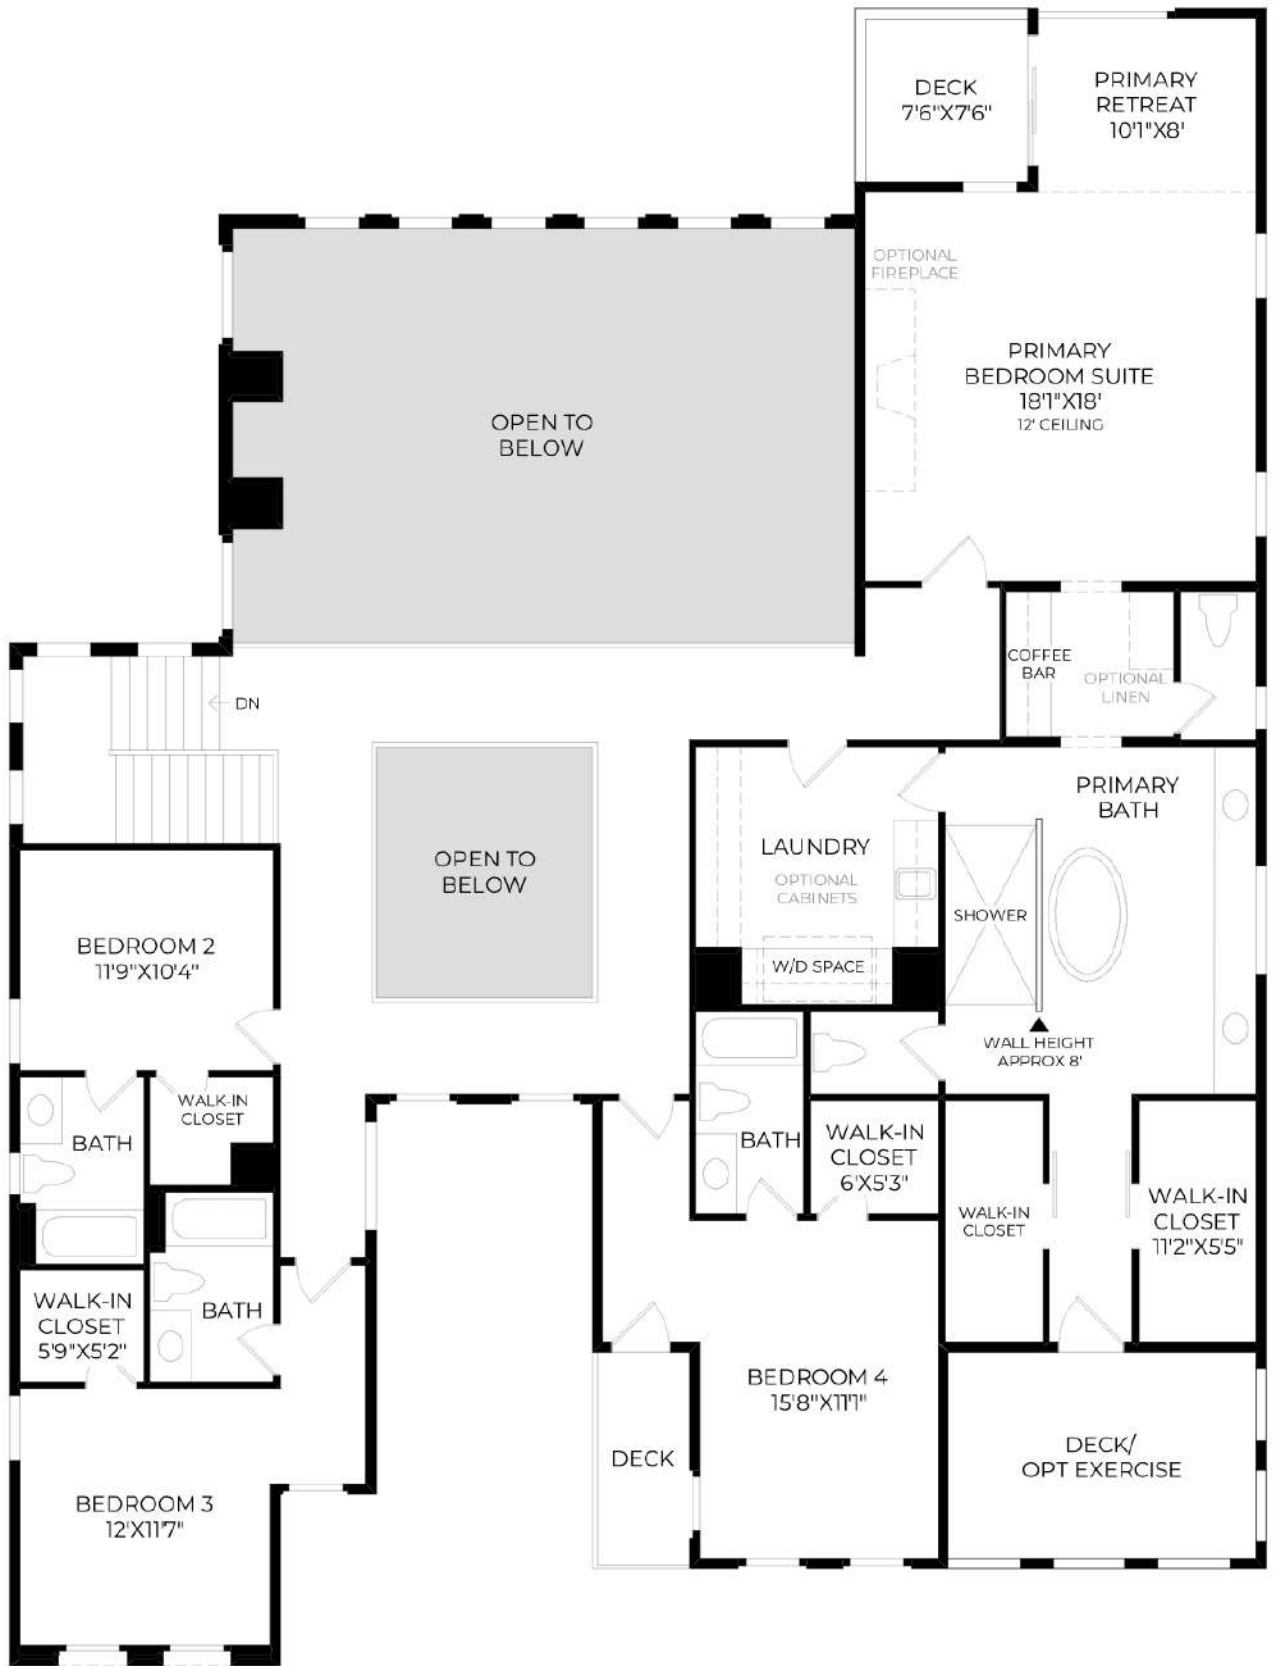 DECK
7'6"X7'6"
PRIMARY
RETREAT
10'1"X8'
OPTIONAL
FIREPLACE
PRIMARY
BEDROOM SUITE
18'1"X18'
12' CEILING
OPEN TO
BELOW
COFFEE
BAR
OPTIONAL
LINEN
DN
PRIMARY
BATH
LAUNDRY
OPTIONAL
CABINETS
OPEN TO
BELOW
SHOWER
W/D SPACE
BEDROOM 2
11'9"X10'4"
WALL HEIGHT
APPROX 8'
WALK-IN
CLOSET
BATH
BATH
WALK-IN
CLOSET
6'X5'3"
WALK-IN
CLOSET
WALK-IN
CLOSET
11'2"X5'5"
WALK-IN
CLOSET
5'9"X5'2"
BATH
BEDROOM 4
15'8"X11'1"
DECK
DECK/
OPT EXERCISE
BEDROOM 3
12'X11'7"